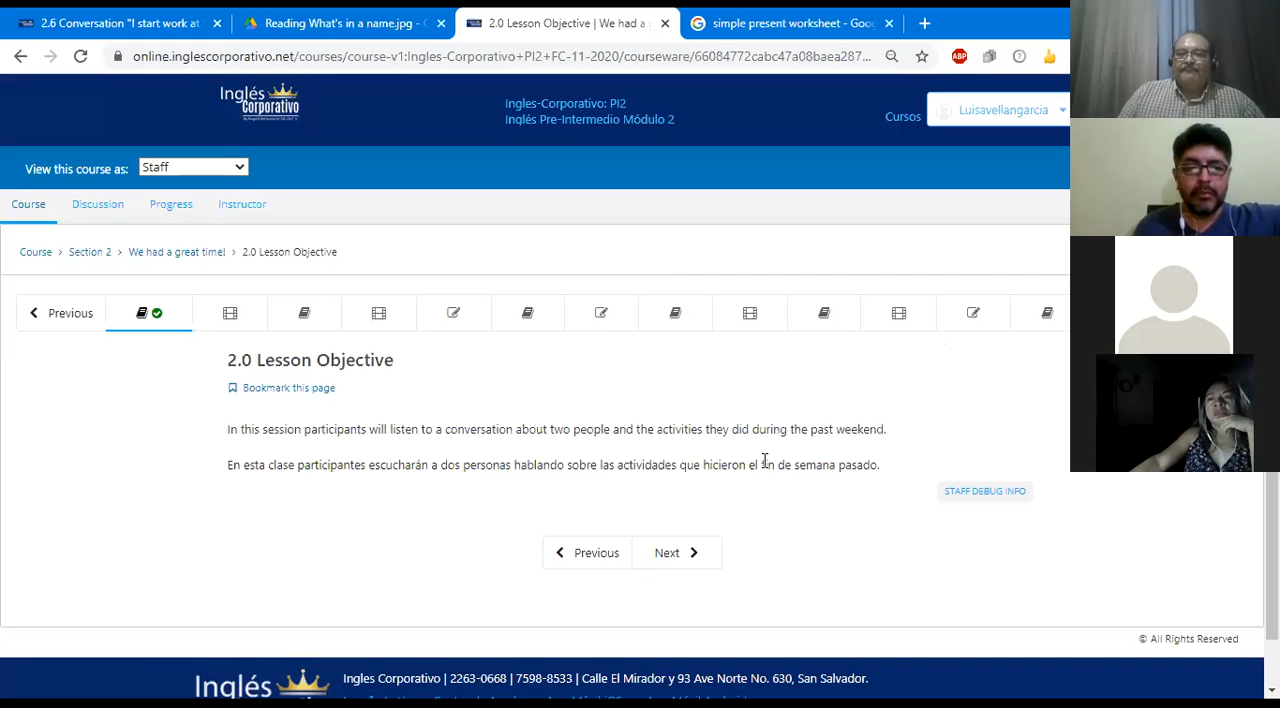 2.6 Conversation "I start work at
Reading What's in a name.jpg - G
2.0 Lesson Objective | We had a g
simple present worksheet - Goog
online.inglescorporativo.net/courses/course-v1:Ingles-Corporativo+PI2+FC-11-2020/courseware/66084772cabc47a08baea287...
ABP
Inglés
Corporativo
Ingles-Corporativo: PI2
Inglés Pre-Intermedio Módulo 2
Cursos
Luisavellangarcia
View this course as:
Staff
Course
Discussion
Progress
Instructor
Course > Section 2 > We had a great time! > 2.0 Lesson Objective
Previous
2.0 Lesson Objective
Bookmark this page
In this session participants will listen to a conversation about two people and the activities they did during the past weekend.
En esta clase participantes escucharán a dos personas hablando sobre las actividades que hicieron el fin de semana pasado.
STAFF DEBUG INFO
Previous
Next
© All Rights Reserved
Inglés
Ingles Corporativo | 2263-0668 | 7598-8533 | Calle El Mirador y 93 Ave Norte No. 630, San Salvador.